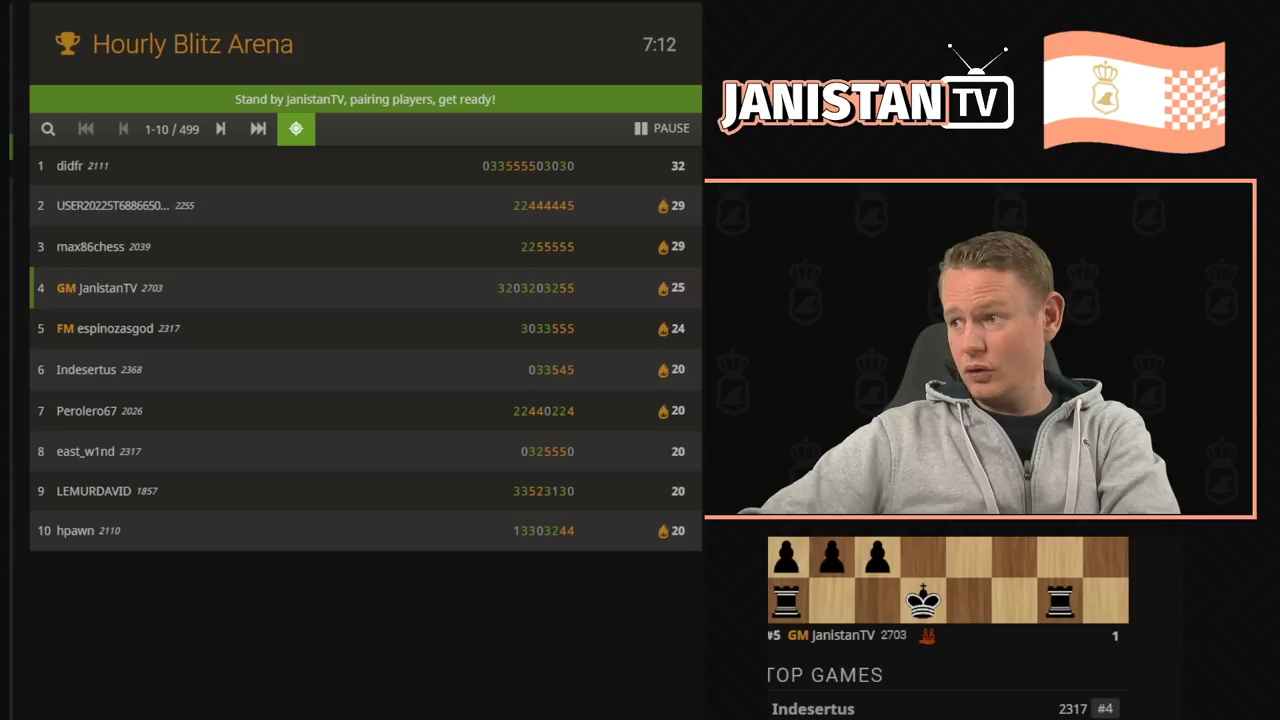 Hourly Blitz Arena
7:12
Stand by JanistanTV, pairing players, get ready!
1-10 / 499
PAUSE
1 didfr 2111 033555503030 32
2 USER20225T6886650... 2255 22444445 29
3 max86chess 2039 2255555 29
4 GM JanistanTV 2703 3203203255 25
5 FM espinozasgod 2317 3033555 24
6 Indesertus 2368 033545 20
7 Perolero67 2026 22440224 20
8 east_w1nd 2317 0325550 20
9 LEMURDAVID 1857 33523130 20
10 hpawn 2110 13303244 20
JANISTAN TV
#5 GM JanistanTV 2703 1
TOP GAMES
Indesertus 2317 #4